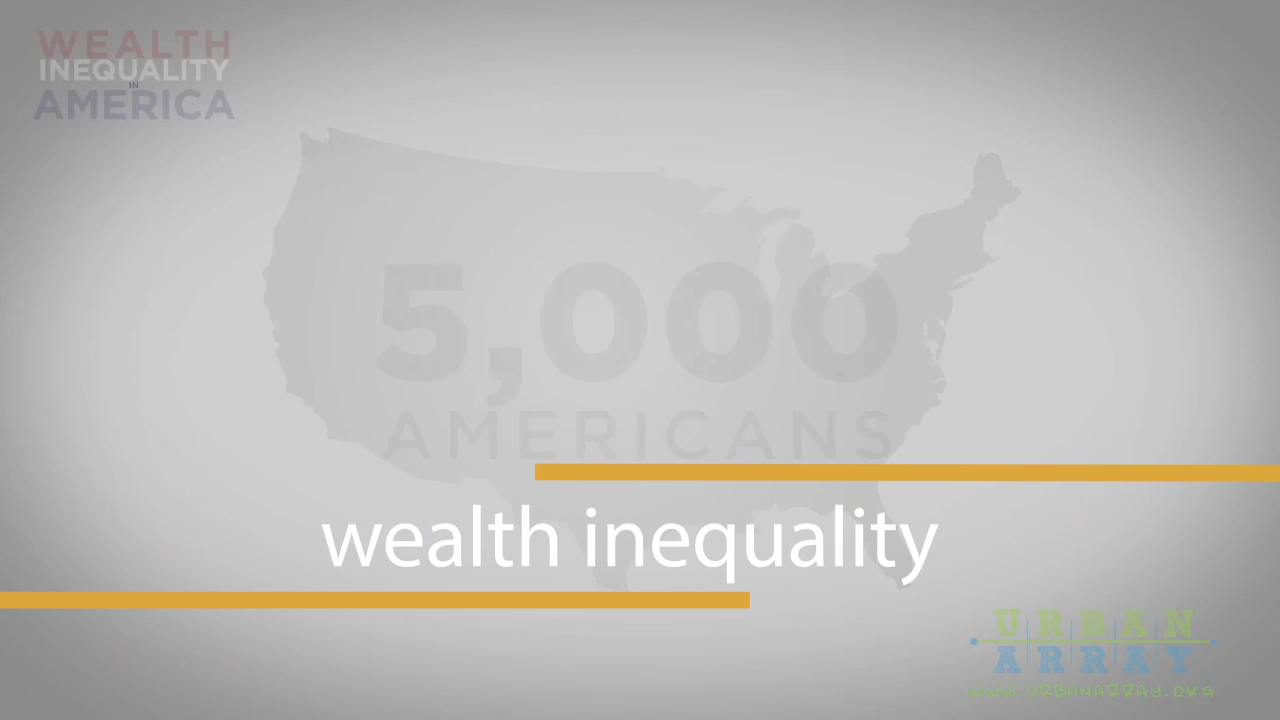 WEALTH
INEQUALITY
IN
AMERICA
5,000
AMERICANS
wealth inequality
URBAN
ARRAY
WWW.URBANARRAY.ORG